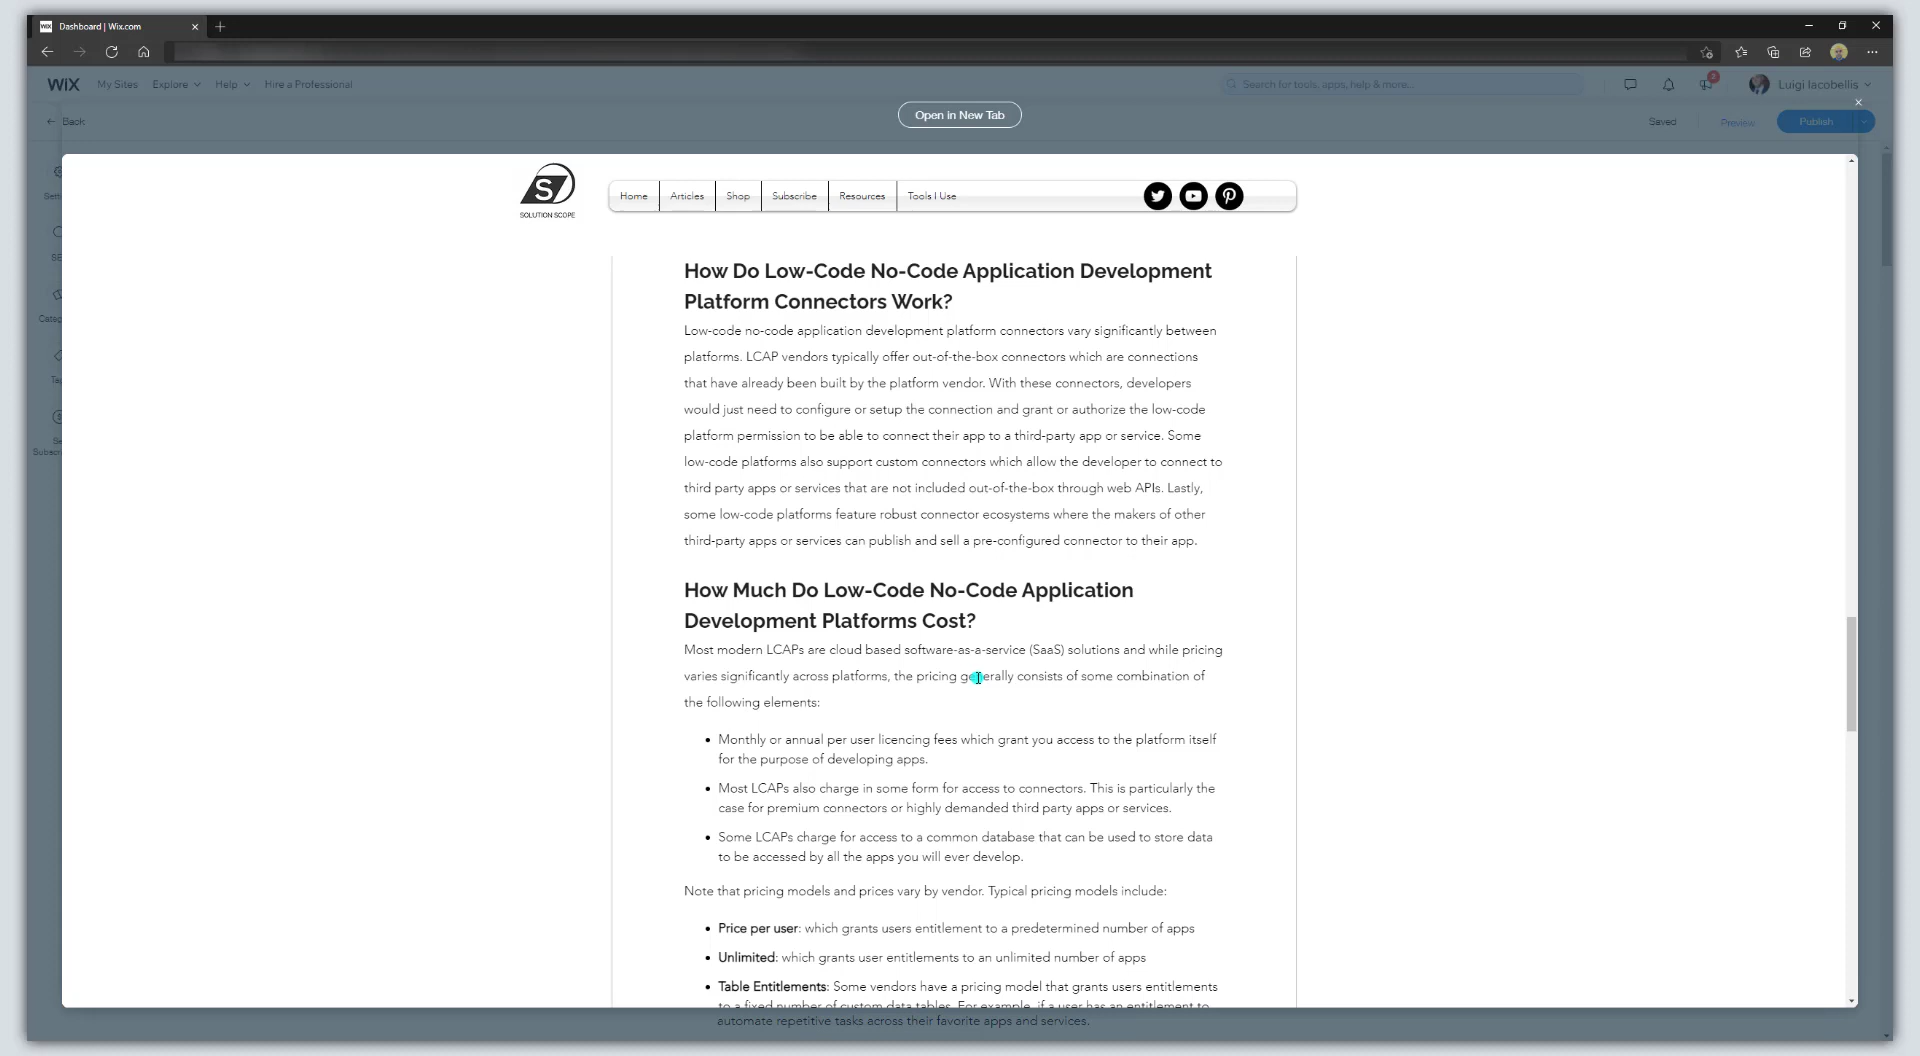 WIX Dashboard | Wix.com
WIX My Sites Explore Help Hire a Professional Search for tools, apps, help & more... 2 Luigi Iacobellis
Open in New Tab
Back Saved Preview Publish
S
SOLUTION SCOPE
Home Articles Shop Subscribe Resources Tools I Use
How Do Low-Code No-Code Application Development
Platform Connectors Work?
Low-code no-code application development platform connectors vary significantly between
platforms. LCAP vendors typically offer out-of-the-box connectors which are connections
that have already been built by the platform vendor. With these connectors, developers
would just need to configure or setup the connection and grant or authorize the low-code
platform permission to be able to connect their app to a third-party app or service. Some
low-code platforms also support custom connectors which allow the developer to connect to
third party apps or services that are not included out-of-the-box through web APIs. Lastly,
some low-code platforms feature robust connector ecosystems where the makers of other
third-party apps or services can publish and sell a pre-configured connector to their app.
How Much Do Low-Code No-Code Application
Development Platforms Cost?
Most modern LCAPs are cloud based software-as-a-service (SaaS) solutions and while pricing
varies significantly across platforms, the pricing generally consists of some combination of
the following elements:
• Monthly or annual per user licencing fees which grant you access to the platform itself
for the purpose of developing apps.
• Most LCAPs also charge in some form for access to connectors. This is particularly the
case for premium connectors or highly demanded third party apps or services.
• Some LCAPs charge for access to a common database that can be used to store data
to be accessed by all the apps you will ever develop.
Note that pricing models and prices vary by vendor. Typical pricing models include:
• Price per user: which grants users entitlement to a predetermined number of apps
• Unlimited: which grants user entitlements to an unlimited number of apps
• Table Entitlements: Some vendors have a pricing model that grants users entitlements
to a fixed number of custom data tables. For example, if a user has an entitlement to
automate repetitive tasks across their favorite apps and services.